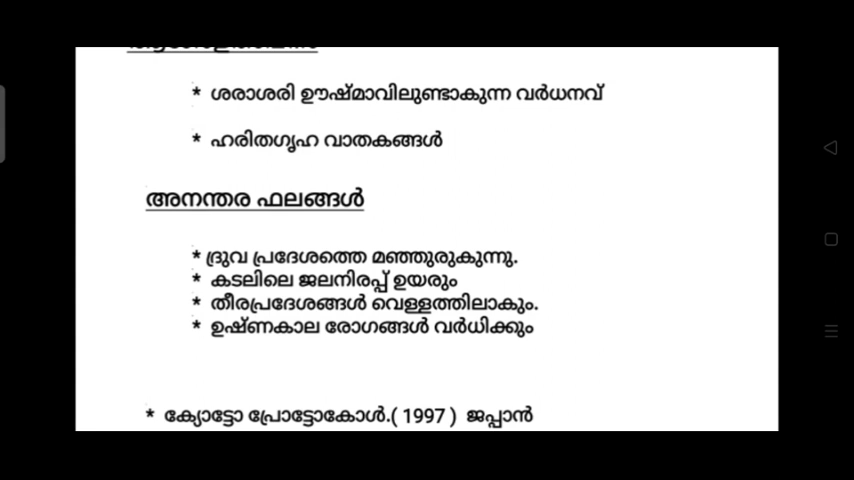 * ശരാശരി ഊഷ്മാവിലുണ്ടാകുന്ന വർധനവ്
* ഹരിതഗൃഹ വാതകങ്ങൾ
അനന്തര ഫലങ്ങൾ
* ദ്രുവ പ്രദേശത്തെ മഞ്ഞുരുകുന്നു.
* കടലിലെ ജലനിരപ്പ് ഉയരും
* തീരപ്രദേശങ്ങൾ വെള്ളത്തിലാകും.
* ഉഷ്ണകാല രോഗങ്ങൾ വർധിക്കും
* ക്യോട്ടോ പ്രോട്ടോകോൾ.( 1997 ) ജപ്പാൻ